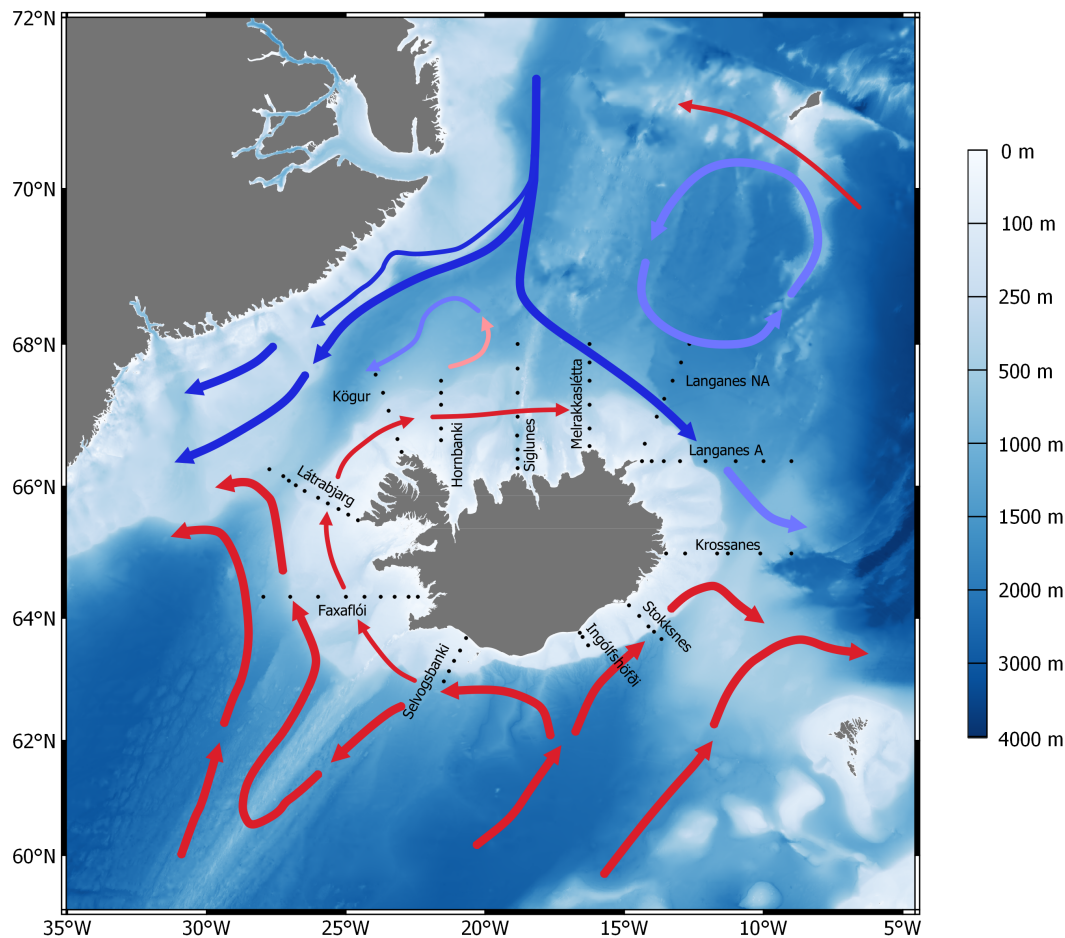 72°N
70°N
68°N
66°N
64°N
62°N
60°N
35°W
30°W
25°W
20°W
15°W
10°W
5°W
Kögur
Hornbanki
Siglunes
Melrakkaslétta
Langanes NA
Langanes A
Látrabjarg
Krossanes
Faxaflói
Stokksnes
Ingólfshöfði
Selvogsbanki
0 m
100 m
250 m
500 m
1000 m
1500 m
2000 m
3000 m
4000 m